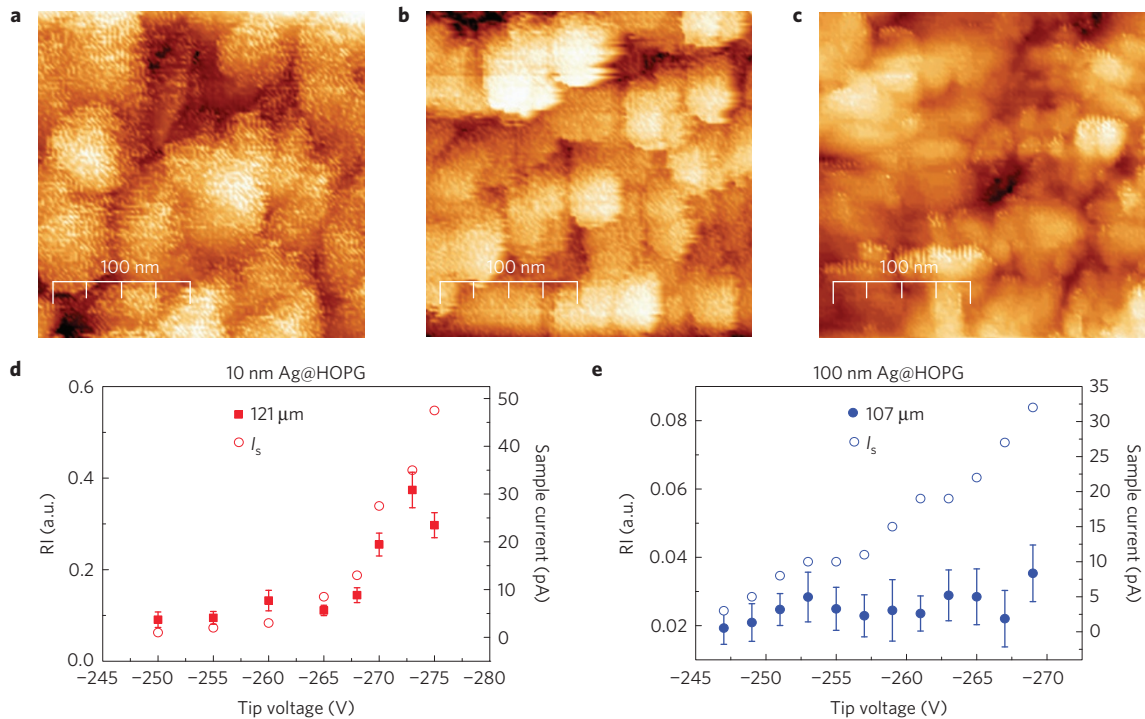 a
b
c
100 nm
100 nm
100 nm
d
10 nm Ag@HOPG
RI (a.u.)
0.6
0.4
0.2
0.0
121 μm
Is
50
40
30
20
10
0
Sample current (pA)
−245 −250 −255 −260 −265 −270 −275 −280
Tip voltage (V)
e
100 nm Ag@HOPG
RI (a.u.)
0.08
0.06
0.04
0.02
107 μm
Is
35
30
25
20
15
10
5
0
Sample current (pA)
−245 −250 −255 −260 −265 −270
Tip voltage (V)